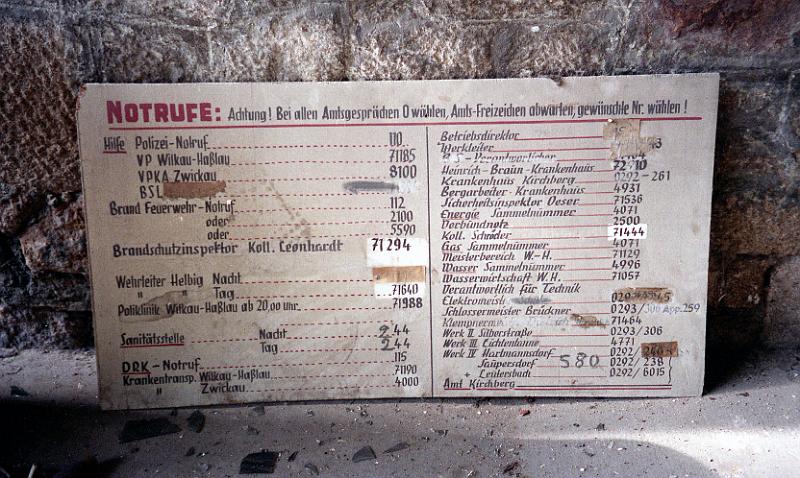 NOTRUFE: Achtung! Bei allen Amtsgesprächen 0 wählen, Amts-Freizeichen abwarten, gewünschte Nr. wählen!
Hilfe Polizei-Notruf 110
VP Wilkau-Haßlau 71185
VPKA Zwickau 8100
BSL
Brand Feuerwehr-Notruf 112
oder 2100
oder 5590
Brandschutzinspektor Koll. Leonhardt 71294
Wehrleiter Helbig Nacht
" " Tag 71640
Poliklinik Wilkau-Haßlau ab 20,00 uhr. 71988
Sanitätsstelle Nacht 244
Tag 244
DRK-Notruf 115
Krankentransp. Wilkau-Haßlau 71190
" Zwickau 4000
Betriebsdirektor
Werkleiter
Verantwortlicher
Heinrich-Braun-Krankenhaus
Krankenhaus Kirchberg 0292-261
Bergarbeiter-Krankenhaus 4931
Sicherheitsinspektor Oeser 71536
Energie Sammelnummer 4071
Verbundnetz 2500
Koll. Schröder 71444
Gas Sammelnummer 4071
Meisterbereich W.-H. 71129
Wasser Sammelnummer 4996
Wasserwirtschaft W.H. 71057
Verantwortlich für Technik
Elektromeist
Schlossermeister Brückner 0293/306 App.259
Klempnerm 71464
Werk II Silberstraße 0293/306
Werk III Lichtentanne 4771
Werk IV Hartmannsdorf 0292/
" Saupersdorf 580 0292/238
" Leutersbach 0292/6015
Amt Kirchberg